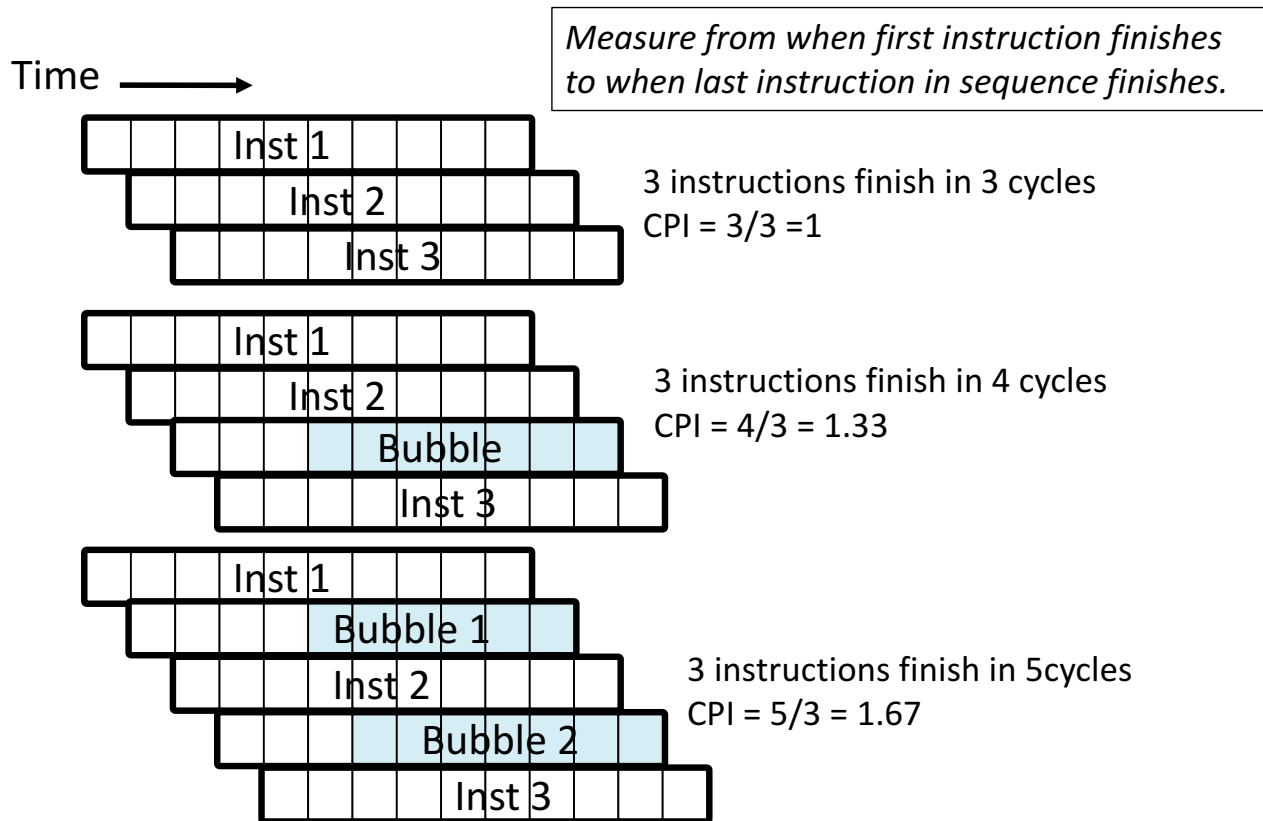 Measure from when first instruction finishes
to when last instruction in sequence finishes.
Time
Inst 1
Inst 2
Inst 3
3 instructions finish in 3 cycles
CPI = 3/3 =1
Inst 1
Inst 2
Bubble
Inst 3
3 instructions finish in 4 cycles
CPI = 4/3 = 1.33
Inst 1
Bubble 1
Inst 2
Bubble 2
Inst 3
3 instructions finish in 5cycles
CPI = 5/3 = 1.67